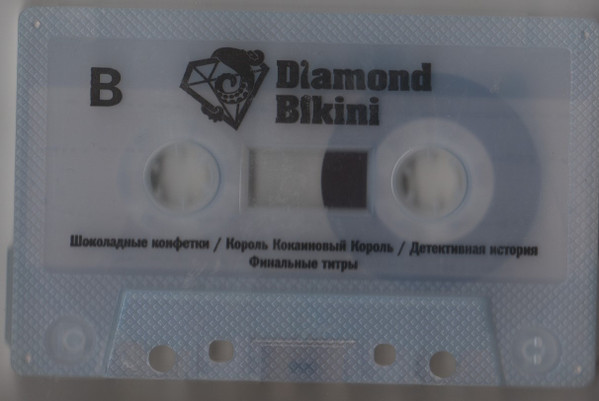 B
Diamond
Bikini
Шоколадные конфетки / Король Кокаиновый Король / Детективная история
Финальные титры